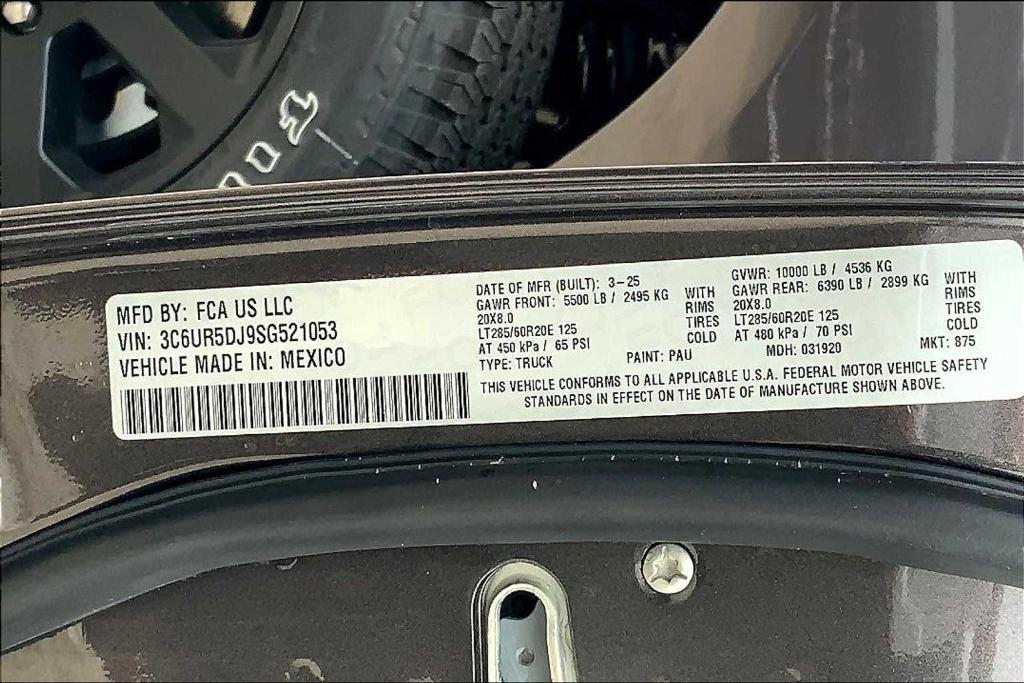 MFD BY: FCA US LLC
VIN: 3C6UR5DJ9SG521053
VEHICLE MADE IN: MEXICO
DATE OF MFR (BUILT): 3-25
GAWR FRONT: 5500 LB / 2495 KG
20X8.0
LT285/60R20E 125
AT 450 kPa / 65 PSI
TYPE: TRUCK
WITH
RIMS
TIRES
COLD
PAINT: PAU
GVWR: 10000 LB / 4536 KG
GAWR REAR: 6390 LB / 2899 KG
20X8.0
LT285/60R20E 125
AT 480 kPa / 70 PSI
MDH: 031920
WITH
RIMS
TIRES
COLD
MKT: 875
THIS VEHICLE CONFORMS TO ALL APPLICABLE U.S.A. FEDERAL MOTOR VEHICLE SAFETY
STANDARDS IN EFFECT ON THE DATE OF MANUFACTURE SHOWN ABOVE.